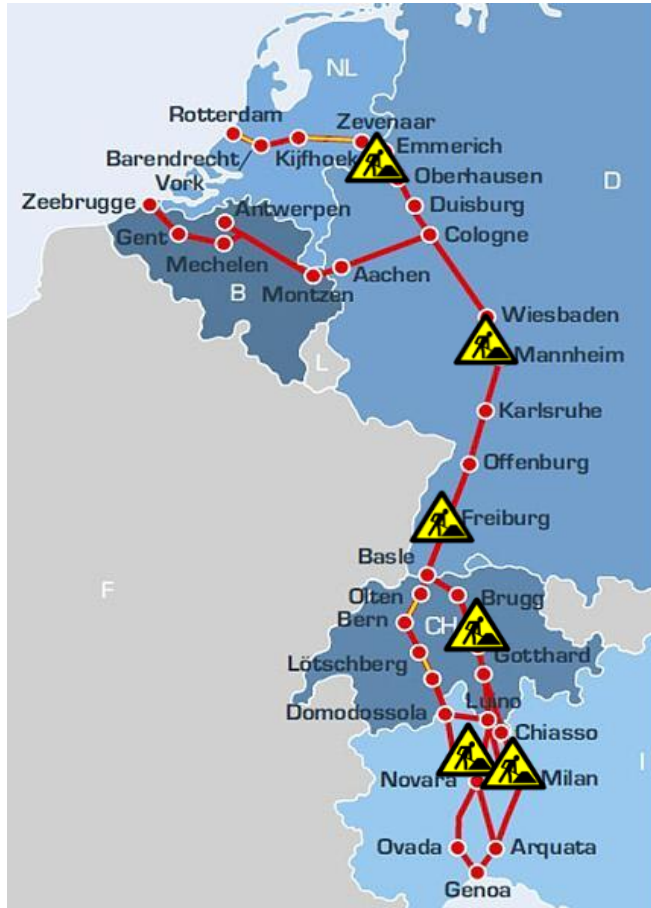 NL
Rotterdam
Zevenaar
Emmerich
Barendrecht
Kijfhoek
Oberhausen
Vork
D
Zeebrugge
Antwerpen
Duisburg
Gent
Cologne
Mechelen
Aachen
Montzen
B
Wiesbaden
L
Mannheim
Karlsruhe
Offenburg
Freiburg
Basle
F
Olten
Brugg
Bern
CH
Lötschberg
Gotthard
Domodossola
Luino
Chiasso
I
Novara
Milan
Ovada
Arquata
Genoa